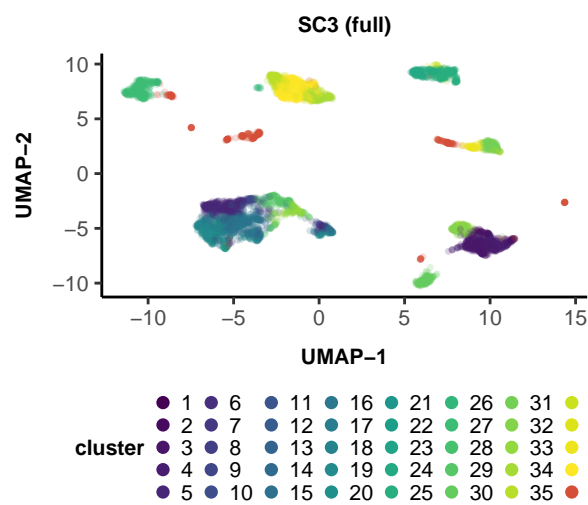 SC3 (full)
10
5
0
−5
−10
UMAP−2
−10 −5 0 5 10 15
UMAP−1
1 6 11 16 21 26 31
2 7 12 17 22 27 32
cluster 3 8 13 18 23 28 33
4 9 14 19 24 29 34
5 10 15 20 25 30 35